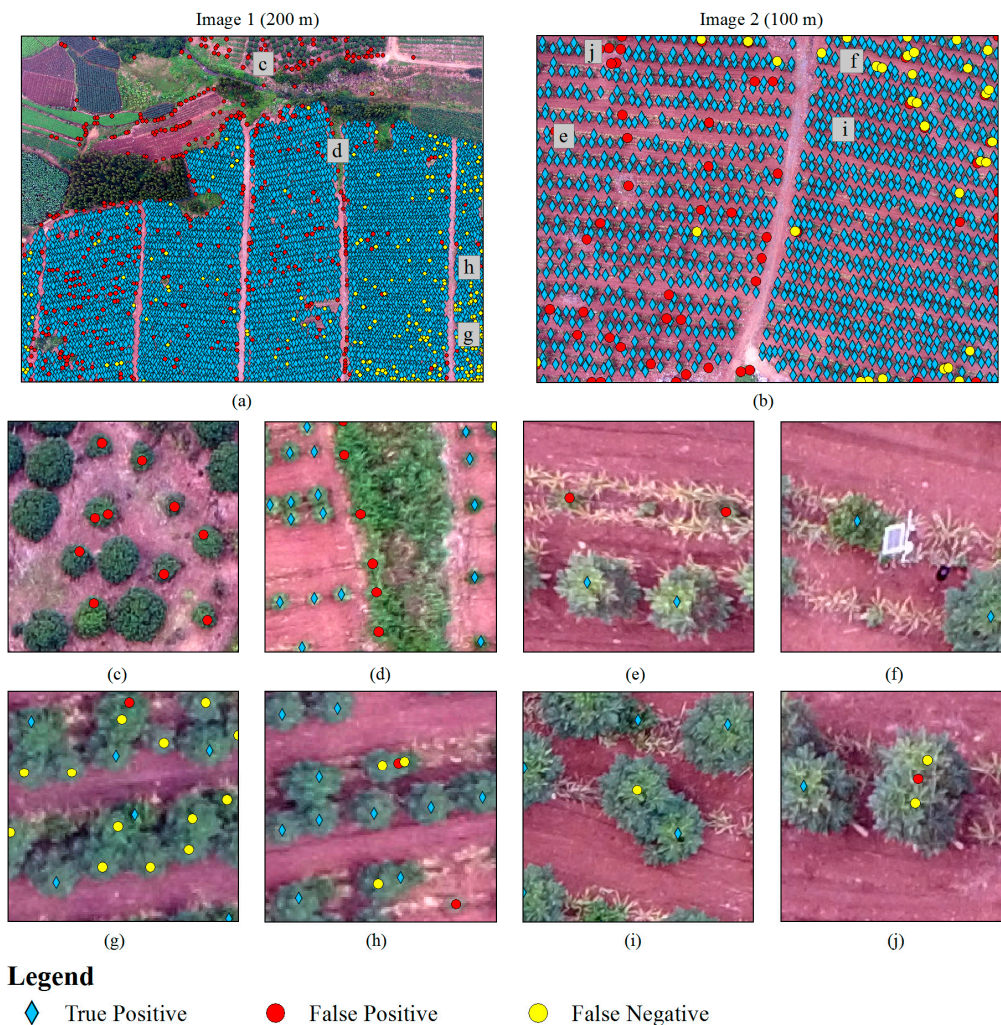 Image 1 (200 m)
Image 2 (100 m)
c
d
h
g
j
f
e
i
(a)
(b)
(c)
(d)
(e)
(f)
(g)
(h)
(i)
(j)
Legend
True Positive
False Positive
False Negative